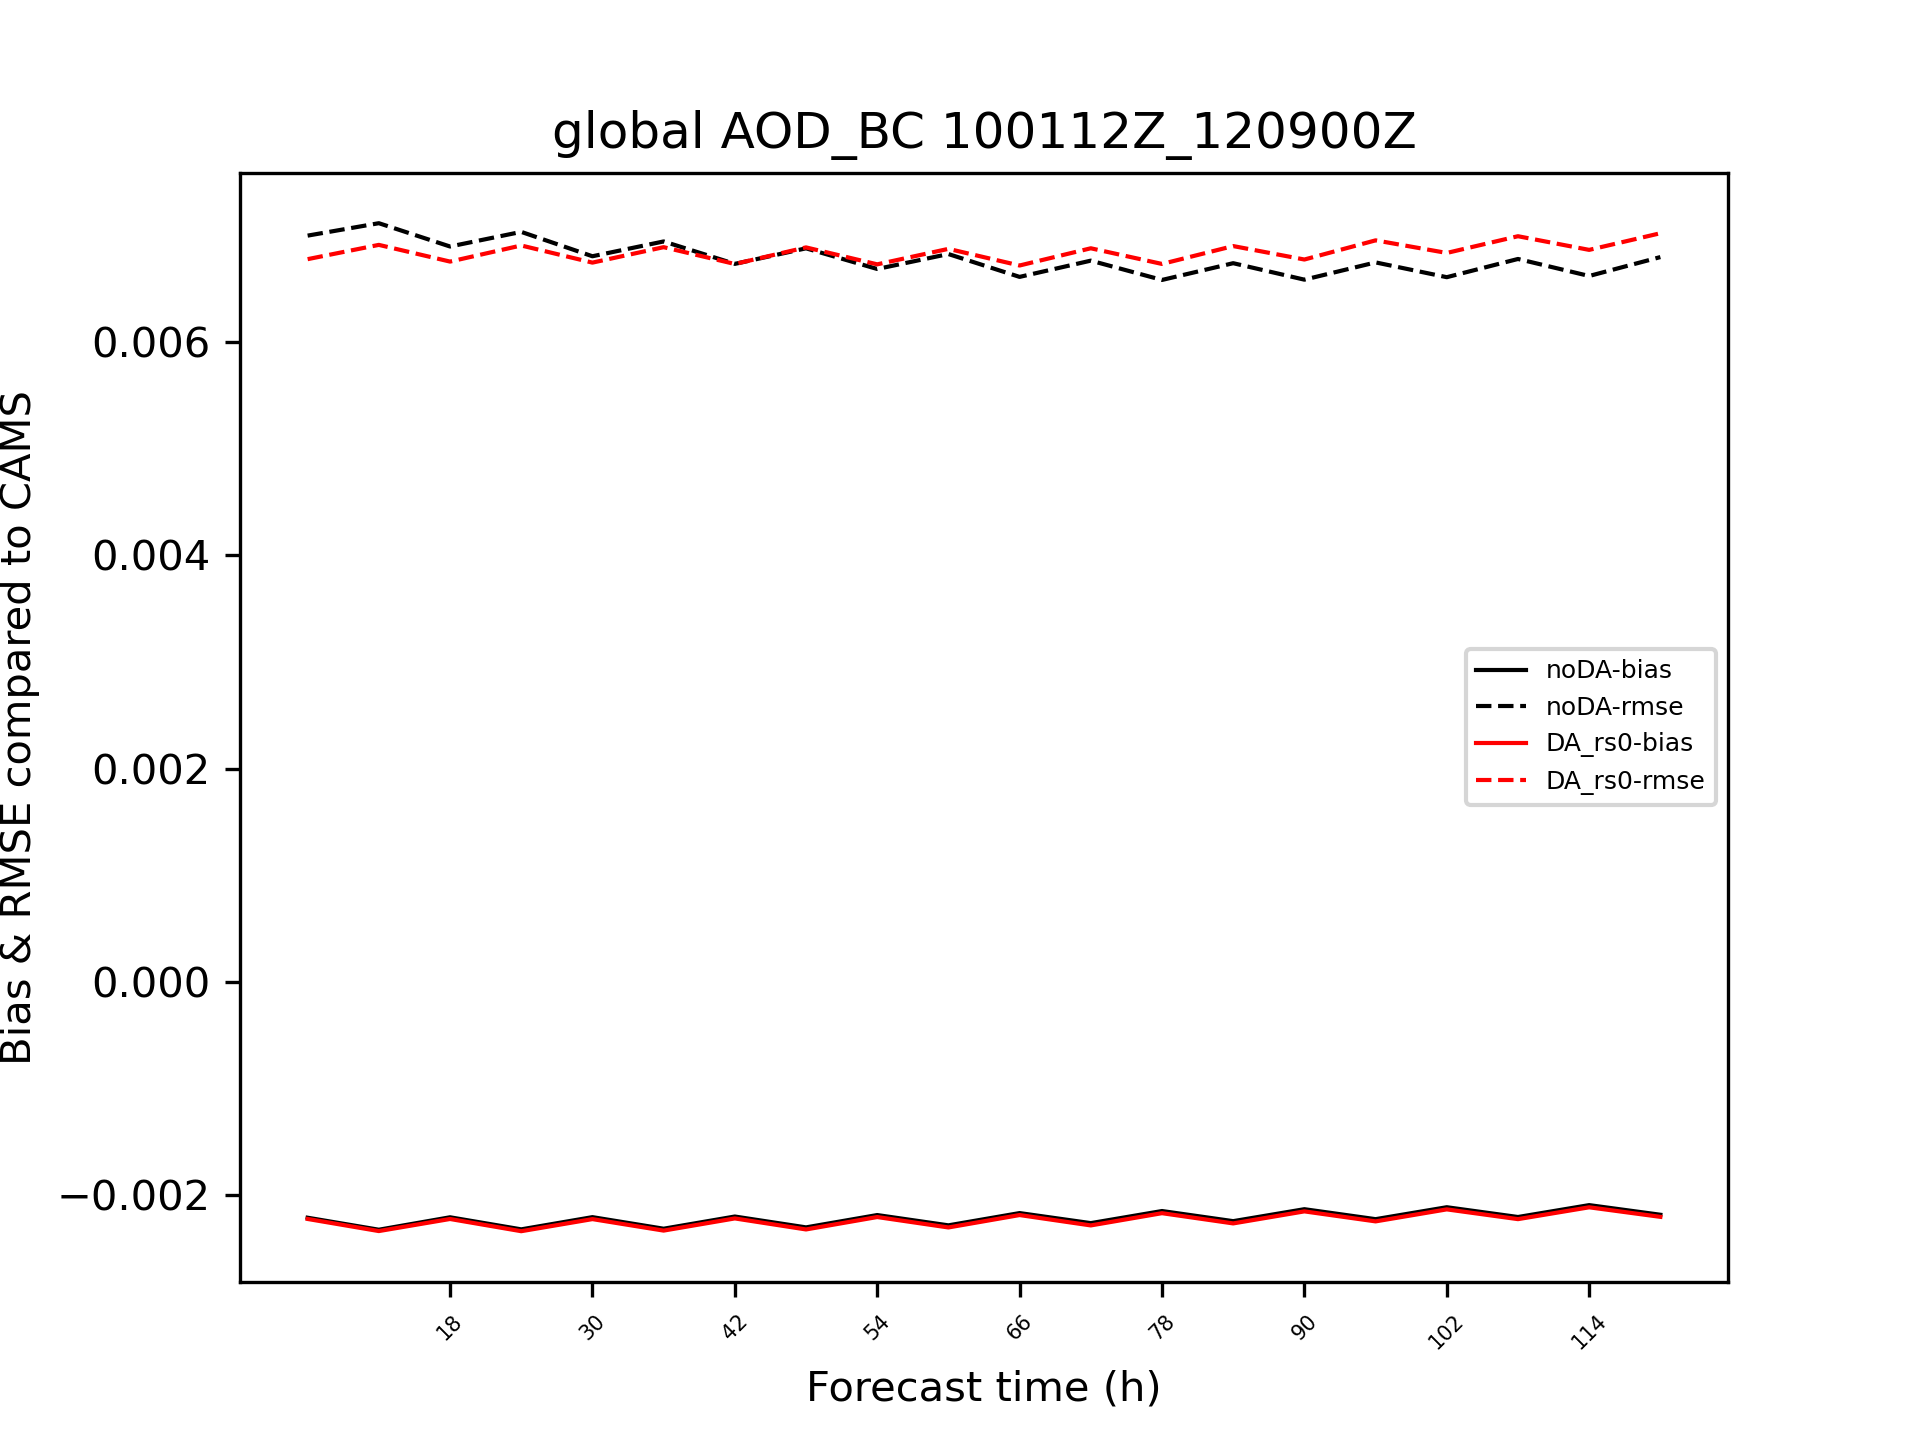 global AOD_BC 100112Z_120900Z
Bias & RMSE compared to CAMS
0.006
0.004
0.002
0.000
−0.002
noDA-bias
noDA-rmse
DA_rs0-bias
DA_rs0-rmse
18 30 42 54 66 78 90 102 114
Forecast time (h)